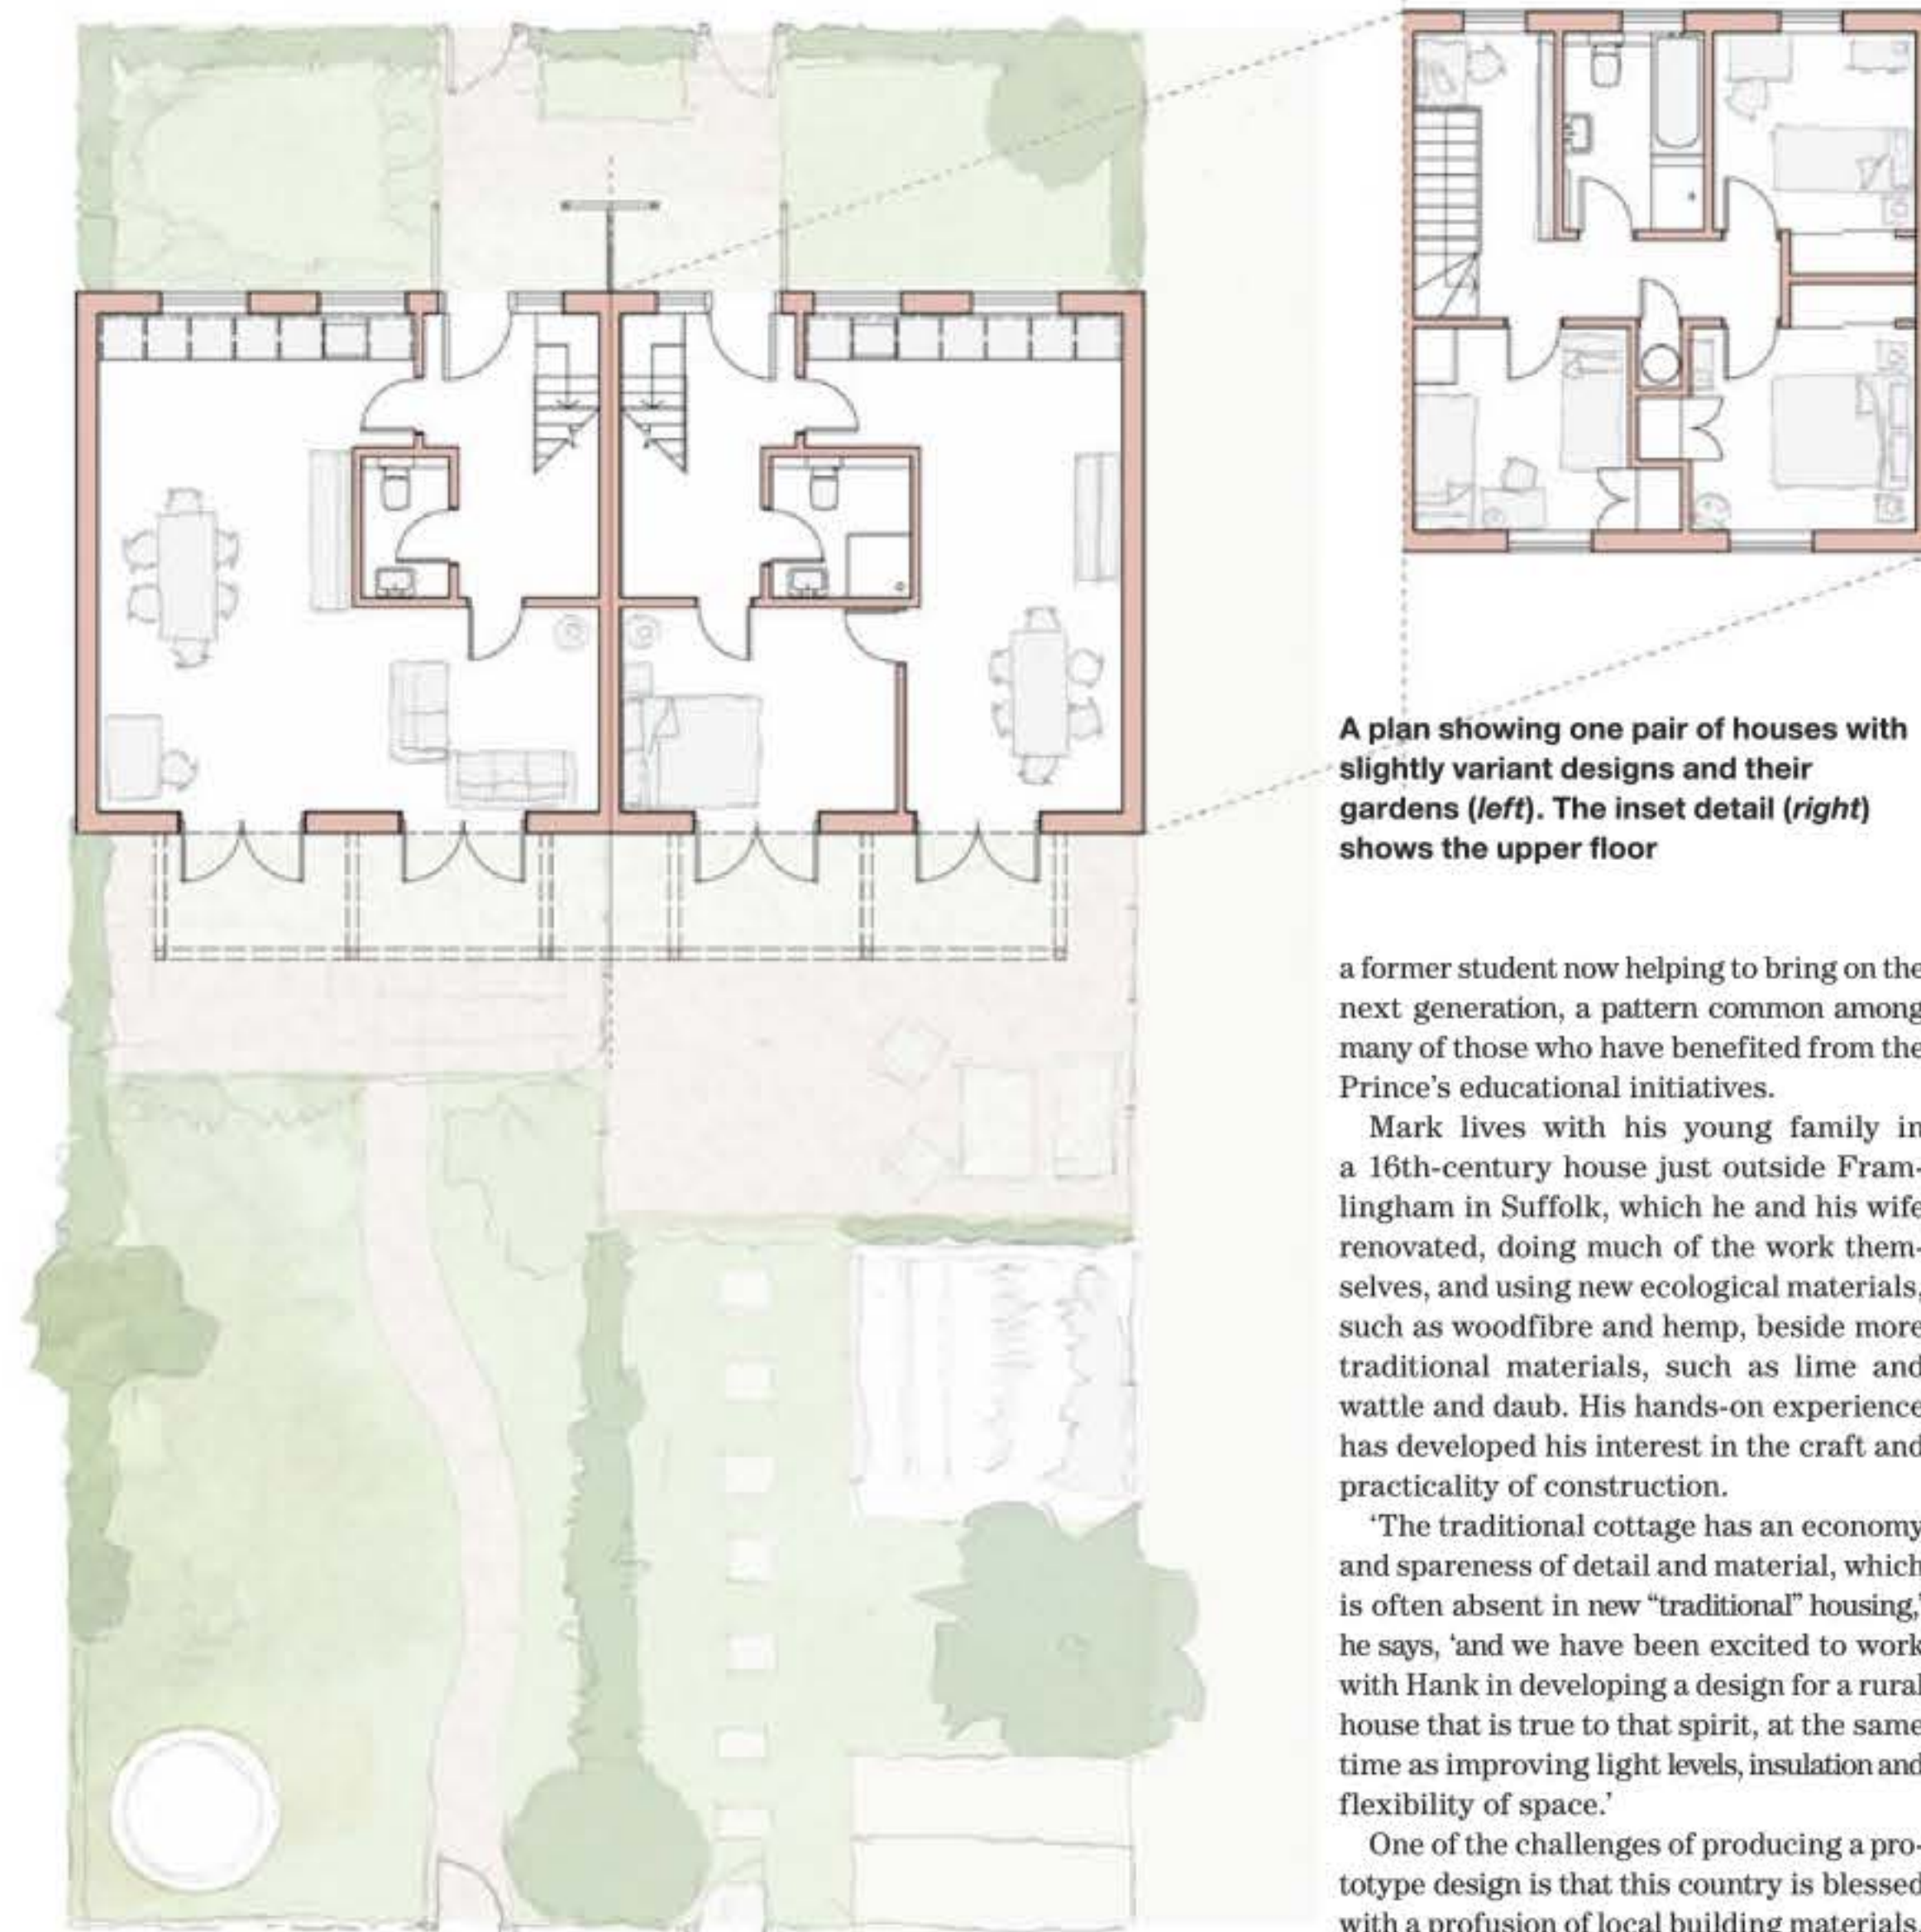 A plan showing one pair of houses with
slightly variant designs and their
gardens (left). The inset detail (right)
shows the upper floor
a former student now helping to bring on the
next generation, a pattern common among
many of those who have benefited from the
Prince’s educational initiatives.
Mark lives with his young family in
a 16th-century house just outside Fram-
lingham in Suffolk, which he and his wife
renovated, doing much of the work them-
selves, and using new ecological materials,
such as woodfibre and hemp, beside more
traditional materials, such as lime and
wattle and daub. His hands-on experience
has developed his interest in the craft and
practicality of construction.
‘The traditional cottage has an economy
and spareness of detail and material, which
is often absent in new “traditional” housing,’
he says, ‘and we have been excited to work
with Hank in developing a design for a rural
house that is true to that spirit, at the same
time as improving light levels, insulation and
flexibility of space.’
One of the challenges of producing a pro-
totype design is that this country is blessed
with a profusion of local building materials,